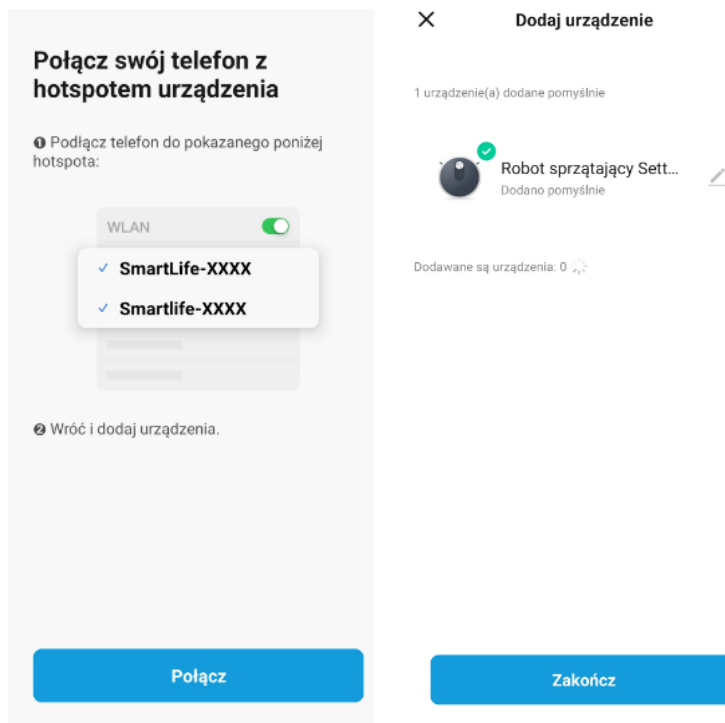 Połącz swój telefon z
hotspotem urządzenia
❶ Podłącz telefon do pokazanego poniżej
hotspota:
WLAN
SmartLife-XXXX
Smartlife-XXXX
❷ Wróć i dodaj urządzenia.
Połącz
Dodaj urządzenie
1 urządzenie(a) dodane pomyślnie
Robot sprzątający Sett...
Dodano pomyślnie
Dodawane są urządzenia: 0
Zakończ